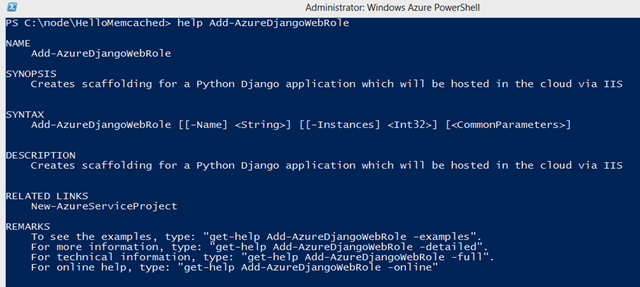 Administrator: Windows Azure PowerShell
PS C:\node\HelloMemcached> help Add-AzureDjangoWebRole
NAME
Add-AzureDjangoWebRole
SYNOPSIS
Creates scaffolding for a Python Django application which will be hosted in the cloud via IIS
SYNTAX
Add-AzureDjangoWebRole [[-Name] <String>] [[-Instances] <Int32>] [<CommonParameters>]
DESCRIPTION
Creates scaffolding for a Python Django application which will be hosted in the cloud via IIS
RELATED LINKS
New-AzureServiceProject
REMARKS
To see the examples, type: "get-help Add-AzureDjangoWebRole -examples".
For more information, type: "get-help Add-AzureDjangoWebRole -detailed".
For technical information, type: "get-help Add-AzureDjangoWebRole -full".
For online help, type: "get-help Add-AzureDjangoWebRole -online"